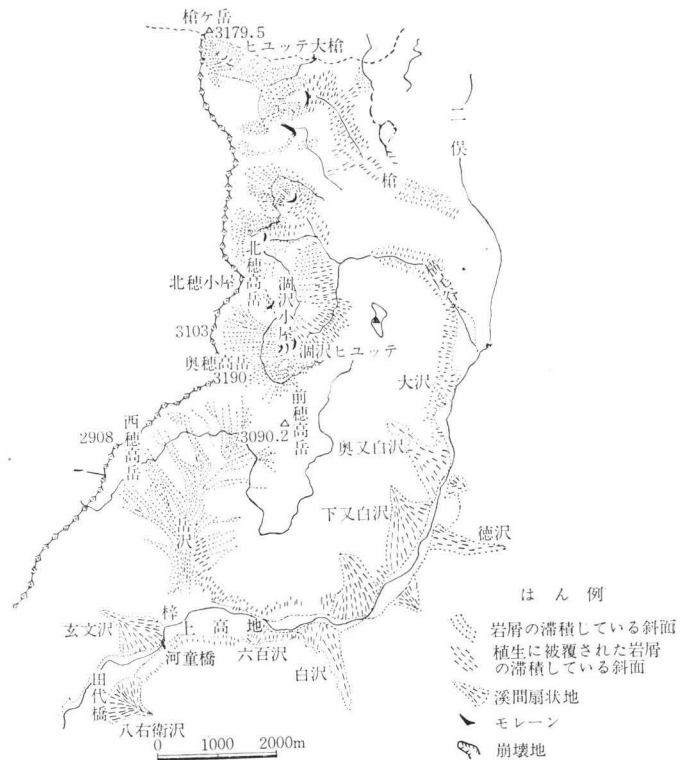 槍ケ岳
3179.5
ヒユッテ大槍
二俣
槍
北穂高岳
北穂小屋
涸沢小屋
3103
涸沢ヒユッテ
奥穂高岳
3190
大沢
前穂高岳
西穂高岳
2908
3090.2
奥又白沢
下又白沢
徳沢
岳沢
梓
玄文沢
上高地
河童橋
六百沢
白沢
田代橋
八右衛沢
0 1000 2000m
はん例
岩屑の滞積している斜面
植生に被覆された岩屑
の滞積している斜面
溪間扇状地
モレーン
崩壊地